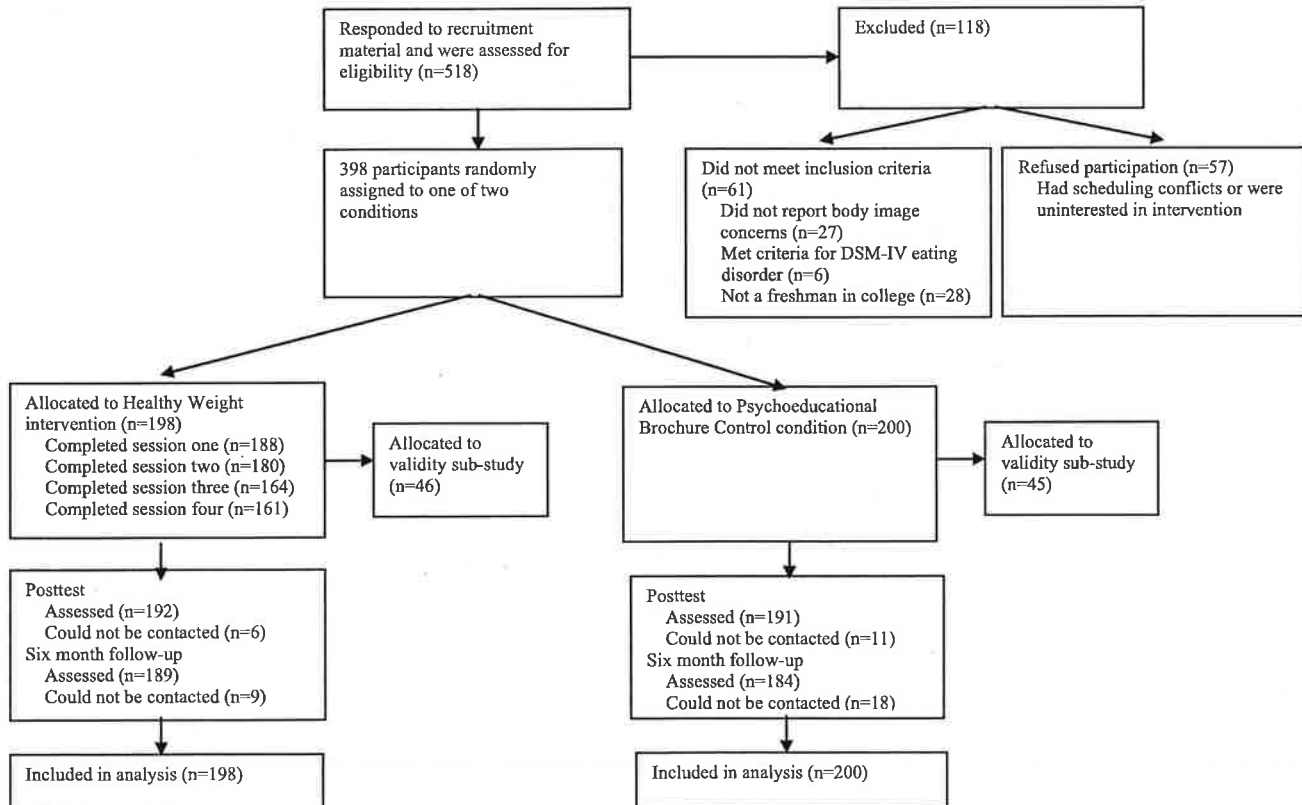 Responded to recruitment
material and were assessed for
eligibility (n=518)
Excluded (n=118)
398 participants randomly
assigned to one of two
conditions
Did not meet inclusion criteria
(n=61)
Did not report body image
concerns (n=27)
Met criteria for DSM-IV eating
disorder (n=6)
Not a freshman in college (n=28)
Refused participation (n=57)
Had scheduling conflicts or were
uninterested in intervention
Allocated to Healthy Weight
intervention (n=198)
Completed session one (n=188)
Completed session two (n=180)
Completed session three (n=164)
Completed session four (n=161)
Allocated to
validity sub-study
(n=46)
Allocated to Psychoeducational
Brochure Control condition (n=200)
Allocated to
validity sub-study
(n=45)
Posttest
Assessed (n=192)
Could not be contacted (n=6)
Six month follow-up
Assessed (n=189)
Could not be contacted (n=9)
Posttest
Assessed (n=191)
Could not be contacted (n=11)
Six month follow-up
Assessed (n=184)
Could not be contacted (n=18)
Included in analysis (n=198)
Included in analysis (n=200)